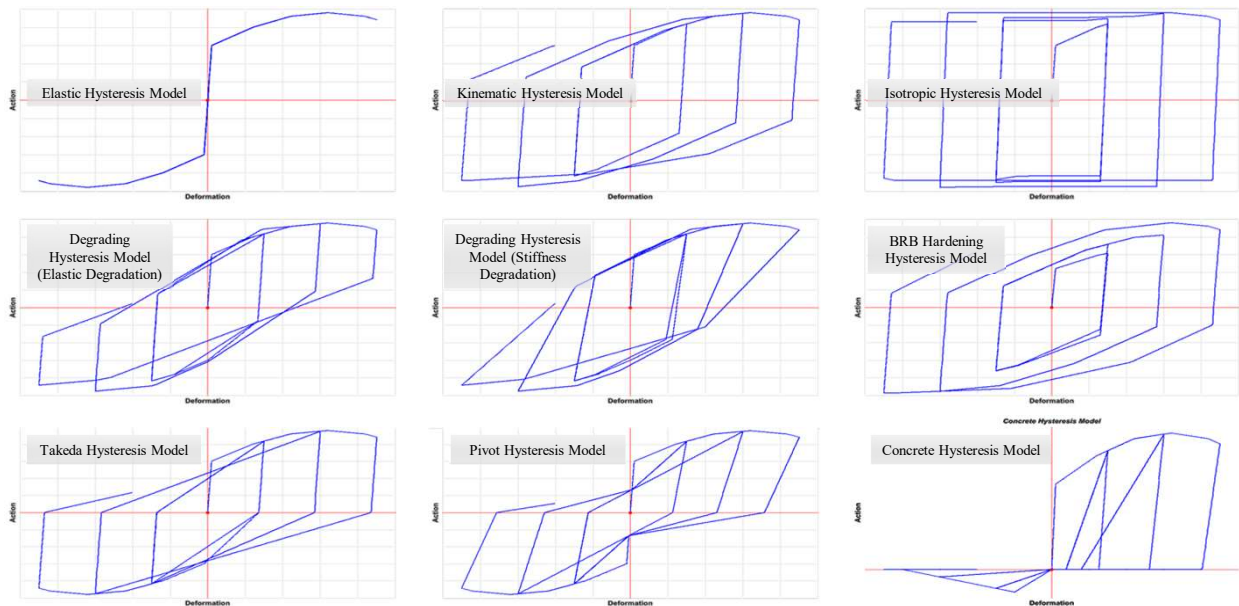 Elastic Hysteresis Model
Action
Deformation
Kinematic Hysteresis Model
Action
Deformation
Isotropic Hysteresis Model
Action
Deformation
Degrading
Hysteresis Model
(Elastic Degradation)
Action
Deformation
Degrading Hysteresis
Model (Stiffness
Degradation)
Action
Deformation
BRB Hardening
Hysteresis Model
Action
Deformation
Takeda Hysteresis Model
Action
Deformation
Pivot Hysteresis Model
Action
Deformation
Concrete Hysteresis Model
Concrete Hysteresis Model
Action
Deformation